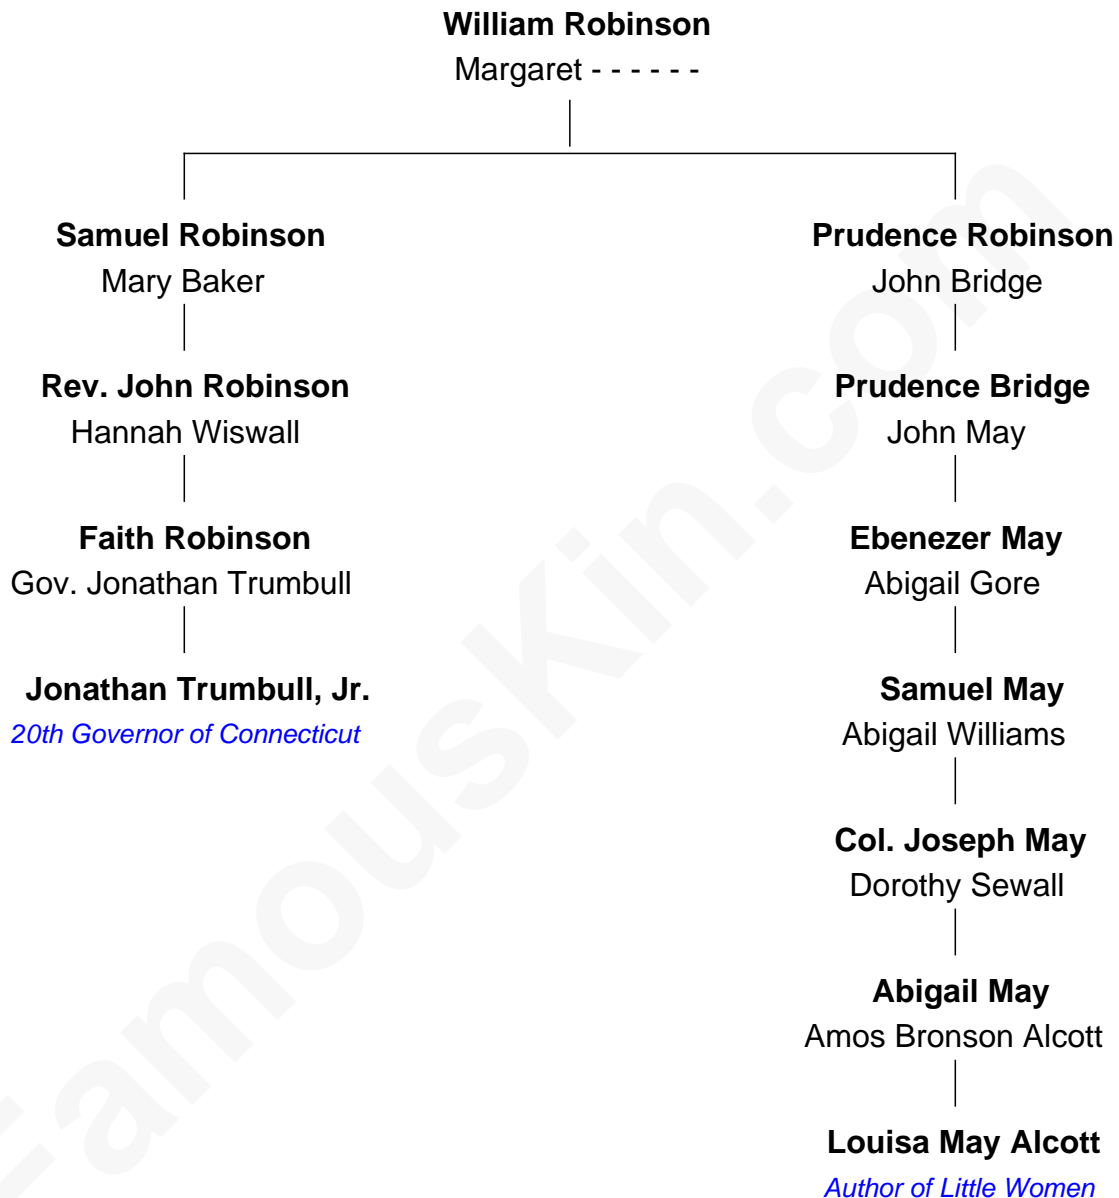 William Robinson
Margaret - - - - - -
Samuel Robinson
Mary Baker
Prudence Robinson
John Bridge
Rev. John Robinson
Hannah Wiswall
Prudence Bridge
John May
Faith Robinson
Gov. Jonathan Trumbull
Ebenezer May
Abigail Gore
Jonathan Trumbull, Jr.
20th Governor of Connecticut
Samuel May
Abigail Williams
Col. Joseph May
Dorothy Sewall
Abigail May
Amos Bronson Alcott
Louisa May Alcott
Author of Little Women
FamousKin.com